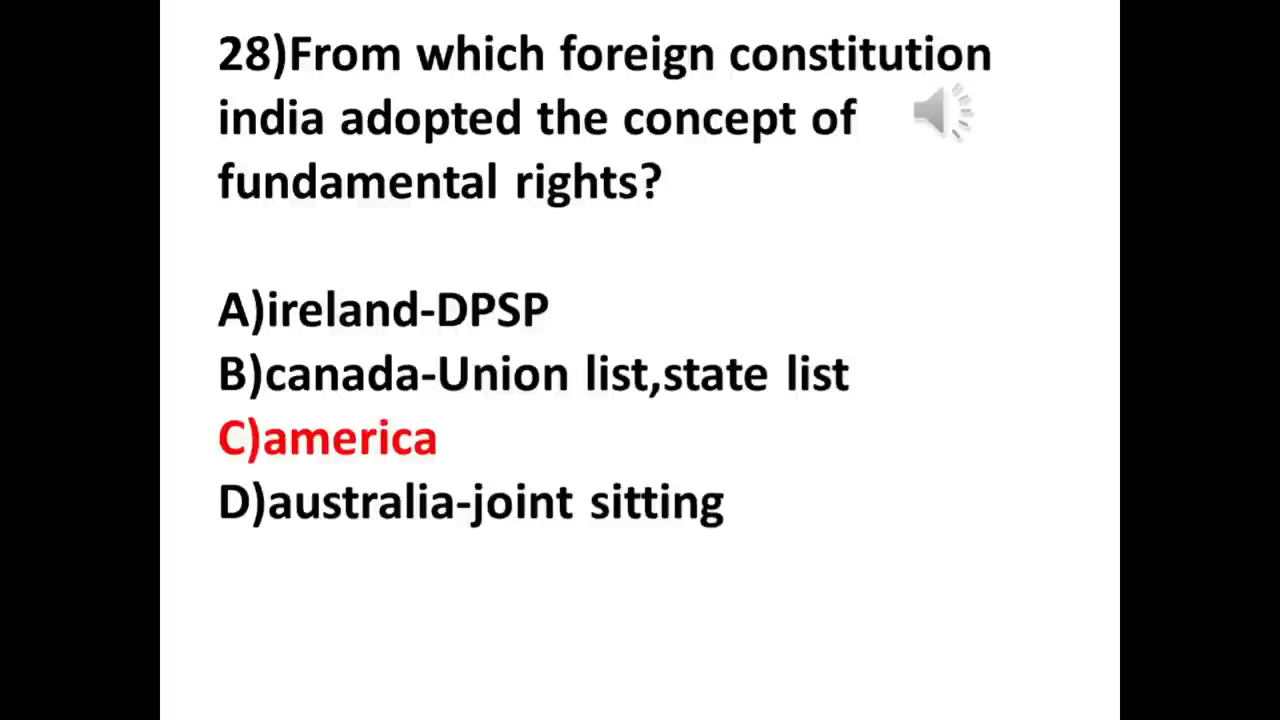 28)From which foreign constitution
india adopted the concept of
fundamental rights?
A)ireland-DPSP
B)canada-Union list,state list
C)america
D)australia-joint sitting